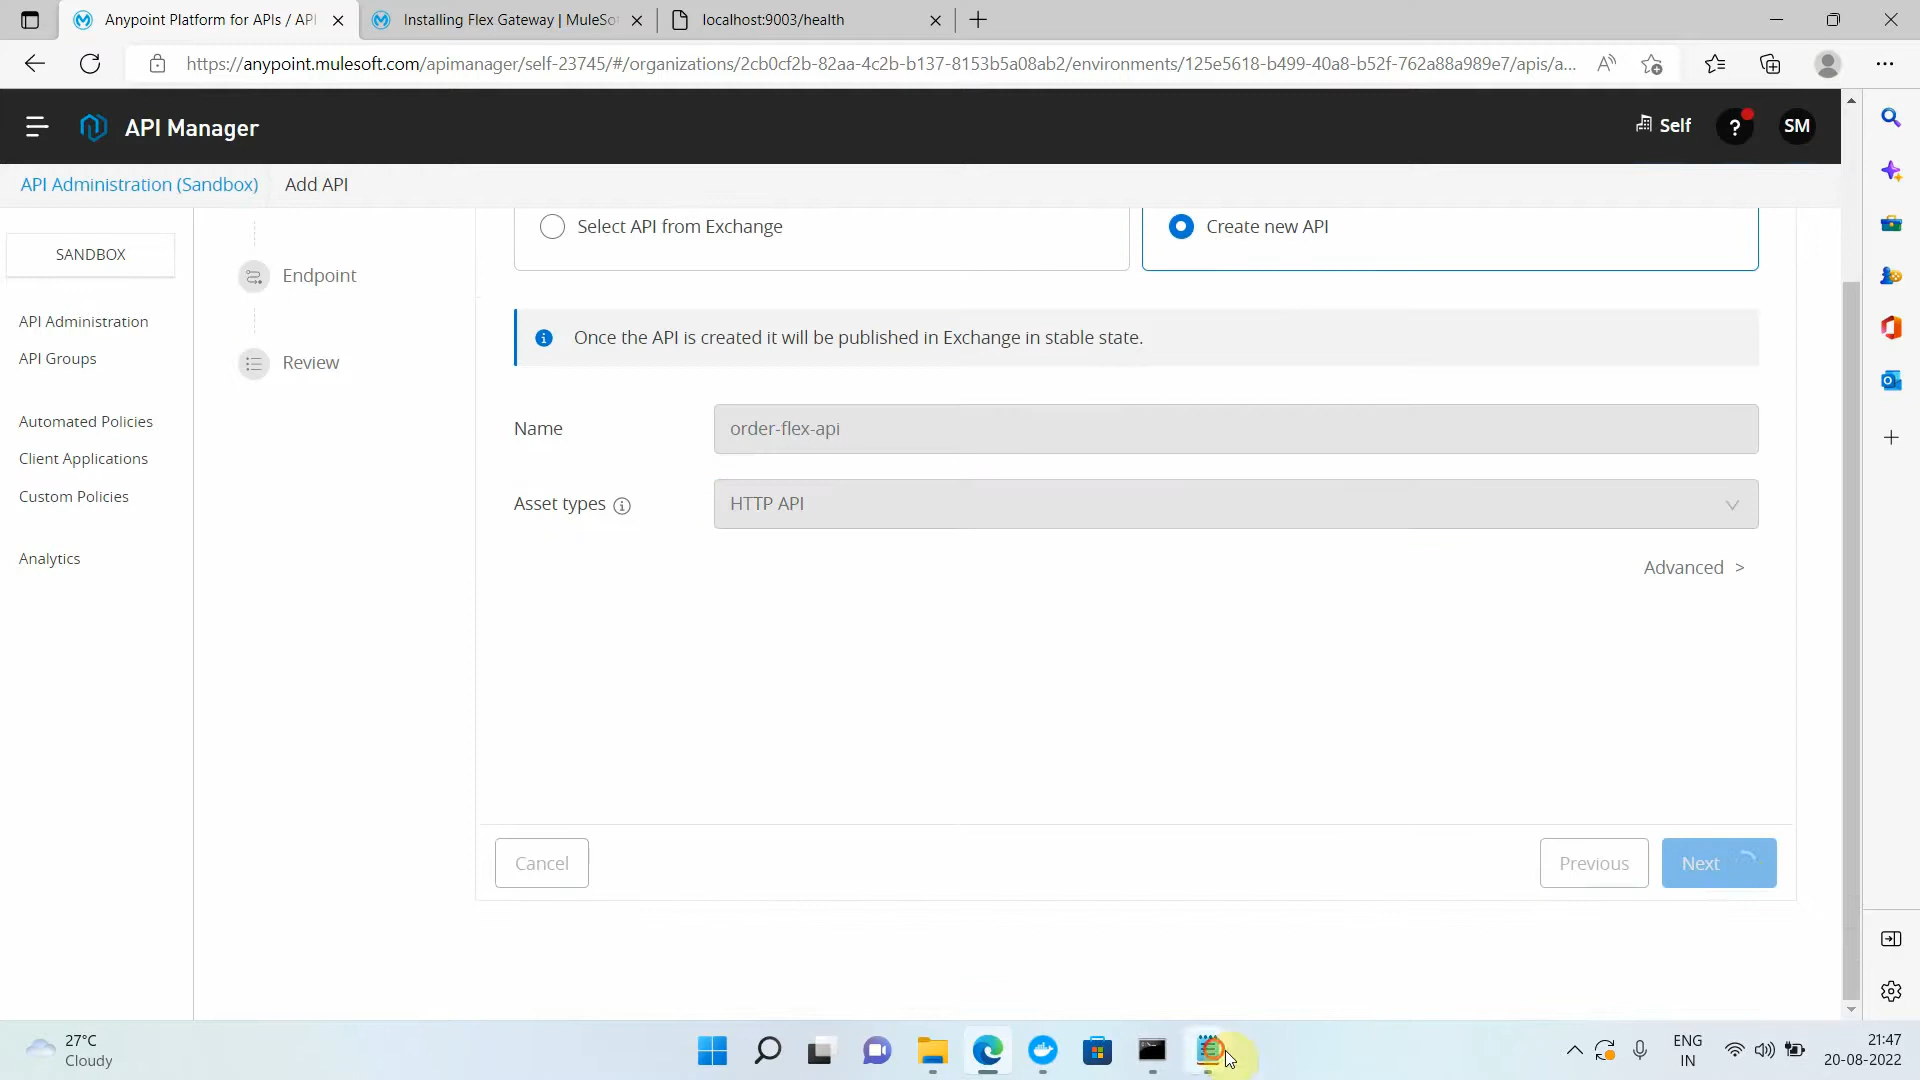 Anypoint Platform for APIs / API
Installing Flex Gateway | MuleSo
localhost:9003/health
https://anypoint.mulesoft.com/apimanager/self-23745/#/organizations/2cb0cf2b-82aa-4c2b-b137-8153b5a08ab2/environments/125e5618-b499-40a8-b52f-762a88a989e7/apis/a...
API Manager
Self
?
SM
API Administration (Sandbox)
Add API
SANDBOX
API Administration
API Groups
Automated Policies
Client Applications
Custom Policies
Analytics
Endpoint
Review
Select API from Exchange
Create new API
Once the API is created it will be published in Exchange in stable state.
Name
order-flex-api
Asset types
HTTP API
Advanced >
Cancel
Previous
Next
27°C
Cloudy
ENG
IN
21:47
20-08-2022